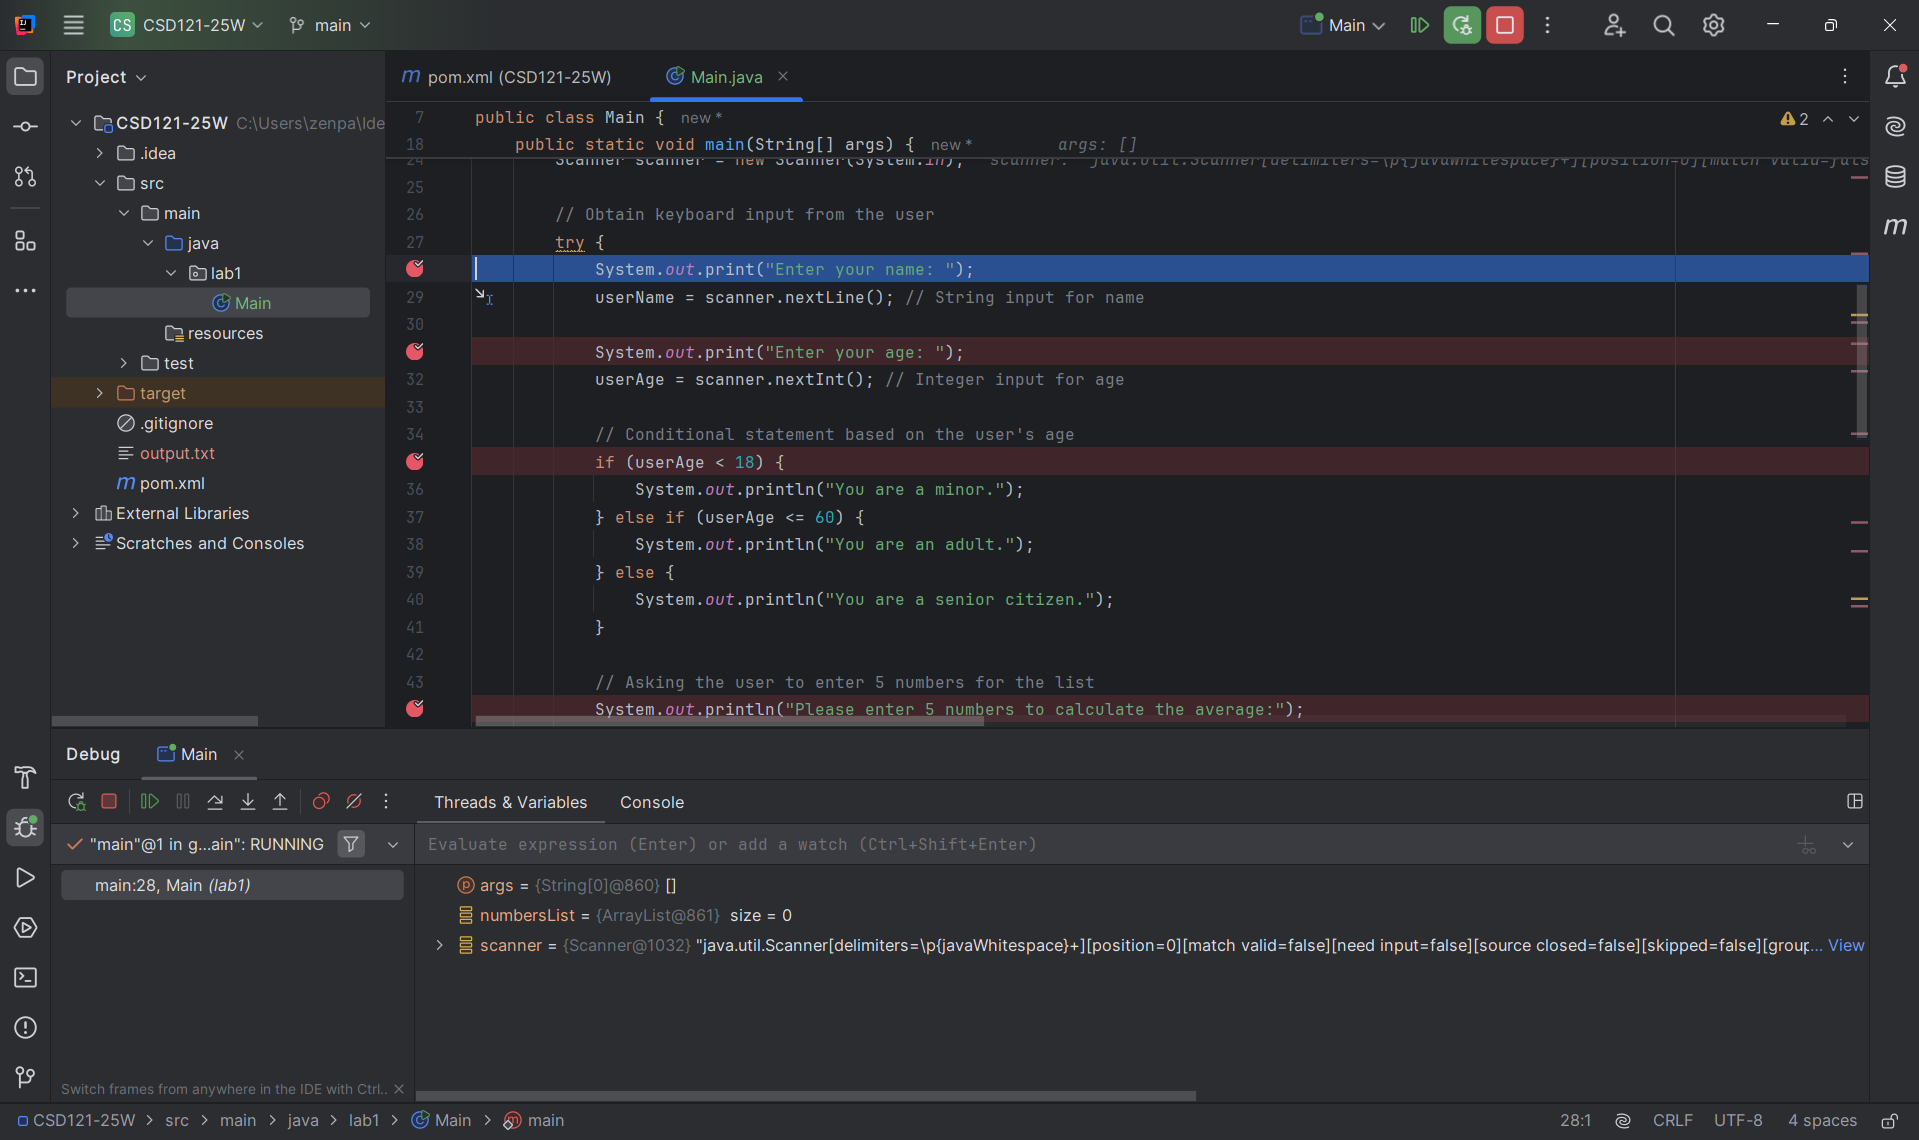 CS CSD121-25W main Main
Project
pom.xml (CSD121-25W) Main.java
CSD121-25W C:\Users\zenpa\Ide
.idea
src
main
java
lab1
Main
resources
test
target
.gitignore
output.txt
m pom.xml
External Libraries
Scratches and Consoles
7 public class Main { new *
2
18 public static void main(String[] args) { new * args: []
24 Scanner scanner = new Scanner(System.in); scanner: "java.util.Scanner[delimiters=\p{javaWhitespace}+][position=0][match valid=fals
25
26 // Obtain keyboard input from the user
27 try {
System.out.print("Enter your name: ");
29 userName = scanner.nextLine(); // String input for name
30
System.out.print("Enter your age: ");
32 userAge = scanner.nextInt(); // Integer input for age
33
34 // Conditional statement based on the user's age
if (userAge < 18) {
36 System.out.println("You are a minor.");
37 } else if (userAge <= 60) {
38 System.out.println("You are an adult.");
39 } else {
40 System.out.println("You are a senior citizen.");
41 }
42
43 // Asking the user to enter 5 numbers for the list
System.out.println("Please enter 5 numbers to calculate the average:");
Debug Main
Threads & Variables Console
"main"@1 in g...ain": RUNNING
Evaluate expression (Enter) or add a watch (Ctrl+Shift+Enter)
main:28, Main (lab1)
args = {String[0]@860} []
numbersList = {ArrayList@861} size = 0
scanner = {Scanner@1032} "java.util.Scanner[delimiters=\p{javaWhitespace}+][position=0][match valid=false][need input=false][source closed=false][skipped=false][group... View
Switch frames from anywhere in the IDE with Ctrl..
CSD121-25W > src > main > java > lab1 > Main > main
28:1 CRLF UTF-8 4 spaces